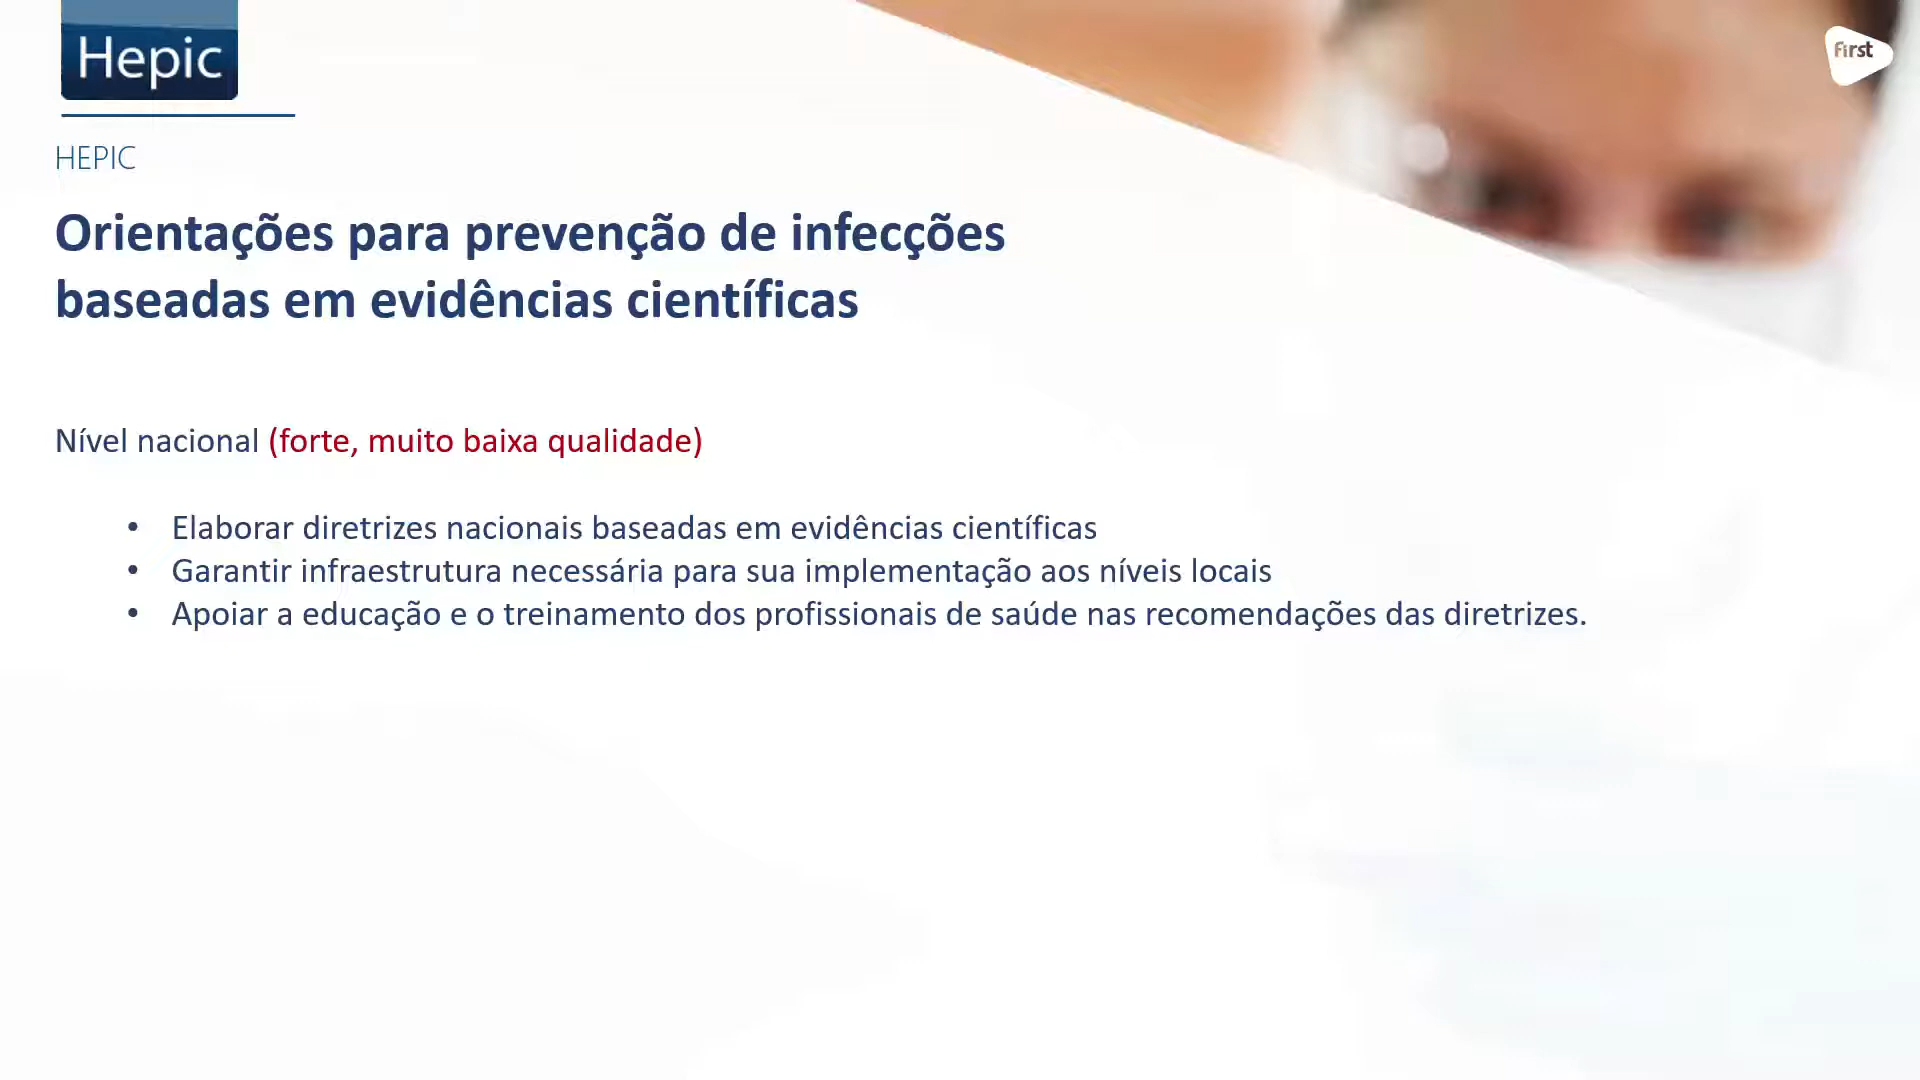 Hepic
First
HEPIC
Orientações para prevenção de infecções
baseadas em evidências científicas
Nível nacional (forte, muito baixa qualidade)
• Elaborar diretrizes nacionais baseadas em evidências científicas
• Garantir infraestrutura necessária para sua implementação aos níveis locais
• Apoiar a educação e o treinamento dos profissionais de saúde nas recomendações das diretrizes.